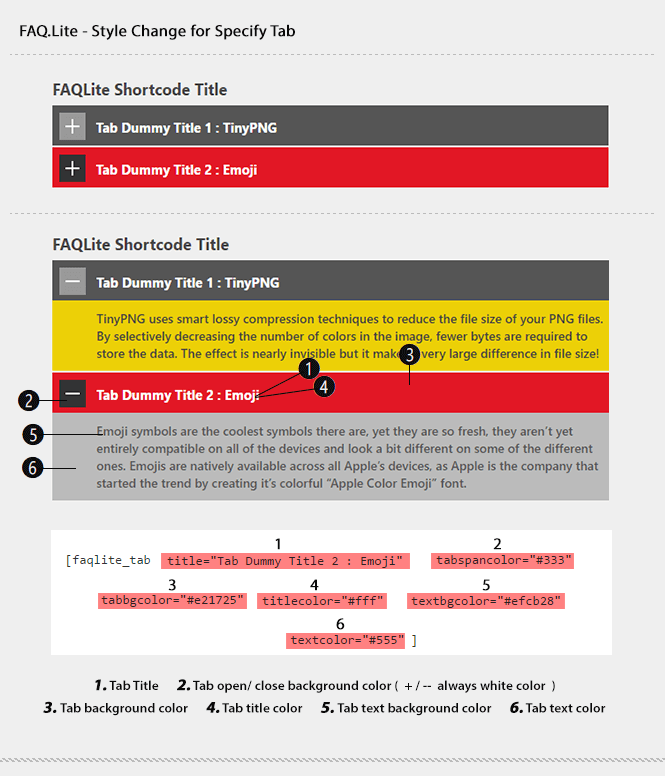 FAQ.Lite - Style Change for Specify Tab
FAQLite Shortcode Title
+ Tab Dummy Title 1 : TinyPNG
+ Tab Dummy Title 2 : Emoji
FAQLite Shortcode Title
− Tab Dummy Title 1 : TinyPNG
TinyPNG uses smart lossy compression techniques to reduce the file size of your PNG files.
By selectively decreasing the number of colors in the image, fewer bytes are required to
store the data. The effect is nearly invisible but it make 3 very large difference in file size!
1
− Tab Dummy Title 2 : Emoji
4
2
5 Emoji symbols are the coolest symbols there are, yet they are so fresh, they aren't yet
entirely compatible on all of the devices and look a bit different on some of the different
6 ones. Emojis are natively available across all Apple's devices, as Apple is the company that
started the trend by creating it's colorful “Apple Color Emoji” font.
1 2
[faqlite_tab title="Tab Dummy Title 2 : Emoji" tabspancolor="#333"
3 4 5
tabbgcolor="#e21725" titlecolor="#fff" textbgcolor="#efcb28"
6
textcolor="#555" ]
1. Tab Title 2. Tab open/ close background color ( + / -- always white color )
3. Tab background color 4. Tab title color 5. Tab text background color 6. Tab text color